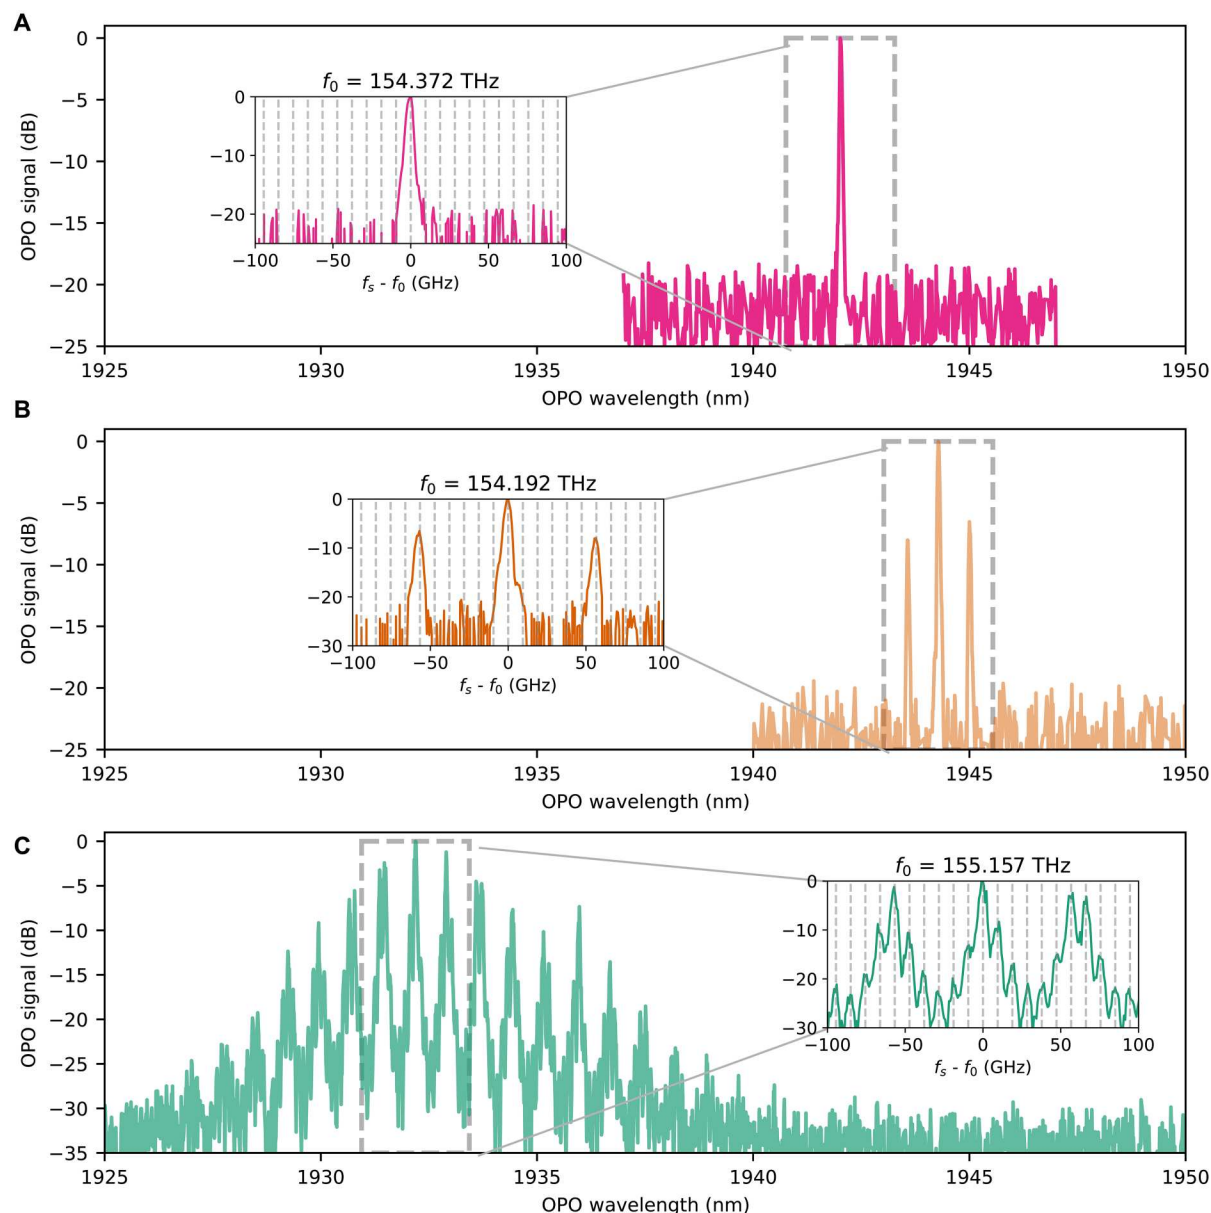 A
OPO signal (dB)
0
−5
−10
−15
−20
−25
f0 = 154.372 THz
0
−10
−20
−100 −50 0 50 100
fs - f0 (GHz)
1925 1930 1935 1940 1945 1950
OPO wavelength (nm)
B
OPO signal (dB)
0
−5
−10
−15
−20
−25
f0 = 154.192 THz
0
−10
−20
−30
−100 −50 0 50 100
fs - f0 (GHz)
1925 1930 1935 1940 1945 1950
OPO wavelength (nm)
C
OPO signal (dB)
0
−5
−10
−15
−20
−25
−30
−35
f0 = 155.157 THz
0
−10
−20
−30
−100 −50 0 50 100
fs - f0 (GHz)
1925 1930 1935 1940 1945 1950
OPO wavelength (nm)